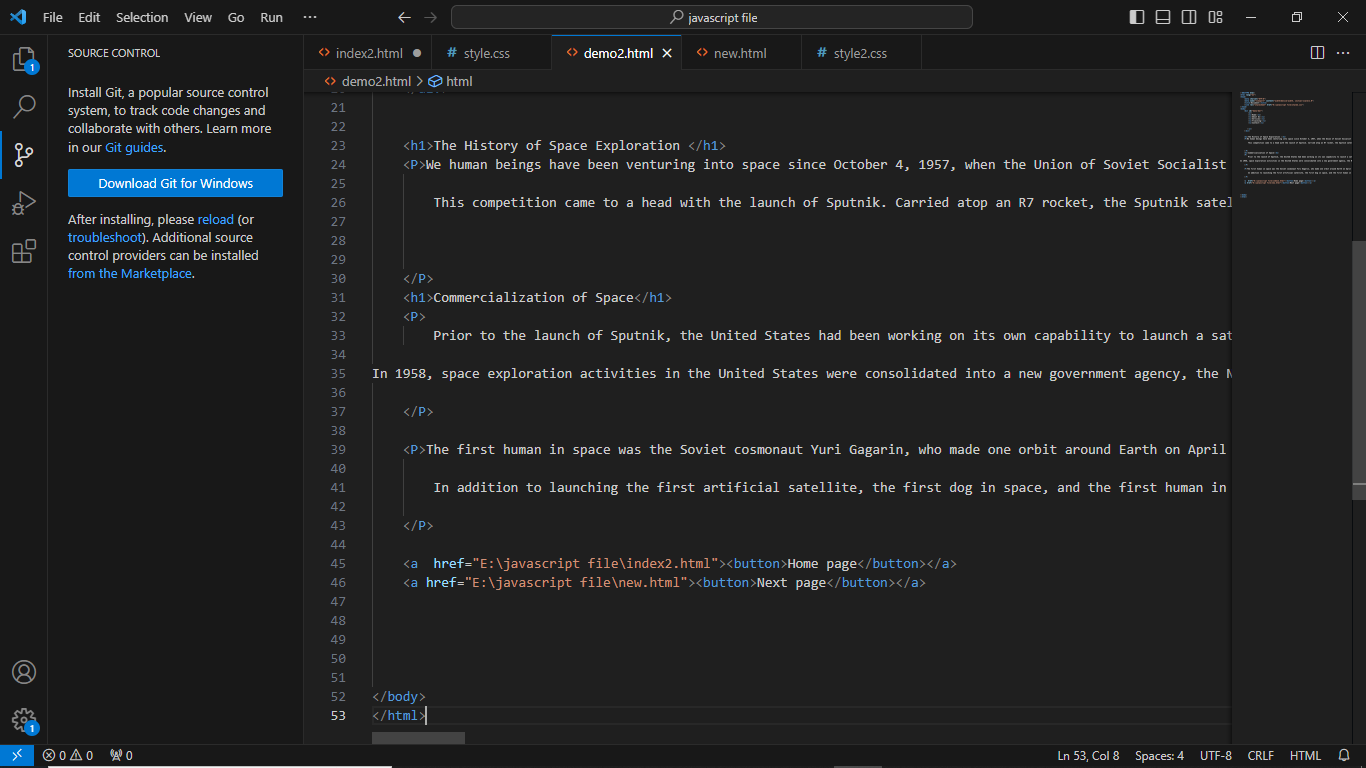 File Edit Selection View Go Run ··· javascript file
SOURCE CONTROL
Install Git, a popular source control
system, to track code changes and
collaborate with others. Learn more
in our Git guides.
Download Git for Windows
After installing, please reload (or
troubleshoot). Additional source
control providers can be installed
from the Marketplace.
1
1
index2.html style.css demo2.html new.html style2.css
demo2.html > html
21
22
23 <h1>The History of Space Exploration </h1>
24 <P>We human beings have been venturing into space since October 4, 1957, when the Union of Soviet Socialist
25
26 This competition came to a head with the launch of Sputnik. Carried atop an R7 rocket, the Sputnik satel
27
28
29
30 </P>
31 <h1>Commercialization of Space</h1>
32 <P>
33 Prior to the launch of Sputnik, the United States had been working on its own capability to launch a sat
34
35 In 1958, space exploration activities in the United States were consolidated into a new government agency, the N
36
37 </P>
38
39 <P>The first human in space was the Soviet cosmonaut Yuri Gagarin, who made one orbit around Earth on April
40
41 In addition to launching the first artificial satellite, the first dog in space, and the first human in
42
43 </P>
44
45 <a  href="E:\javascript file\index2.html"><button>Home page</button></a>
46 <a href="E:\javascript file\new.html"><button>Next page</button></a>
47
48
49
50
51
52 </body>
53 </html>
0 0 0 Ln 53, Col 8 Spaces: 4 UTF-8 CRLF HTML